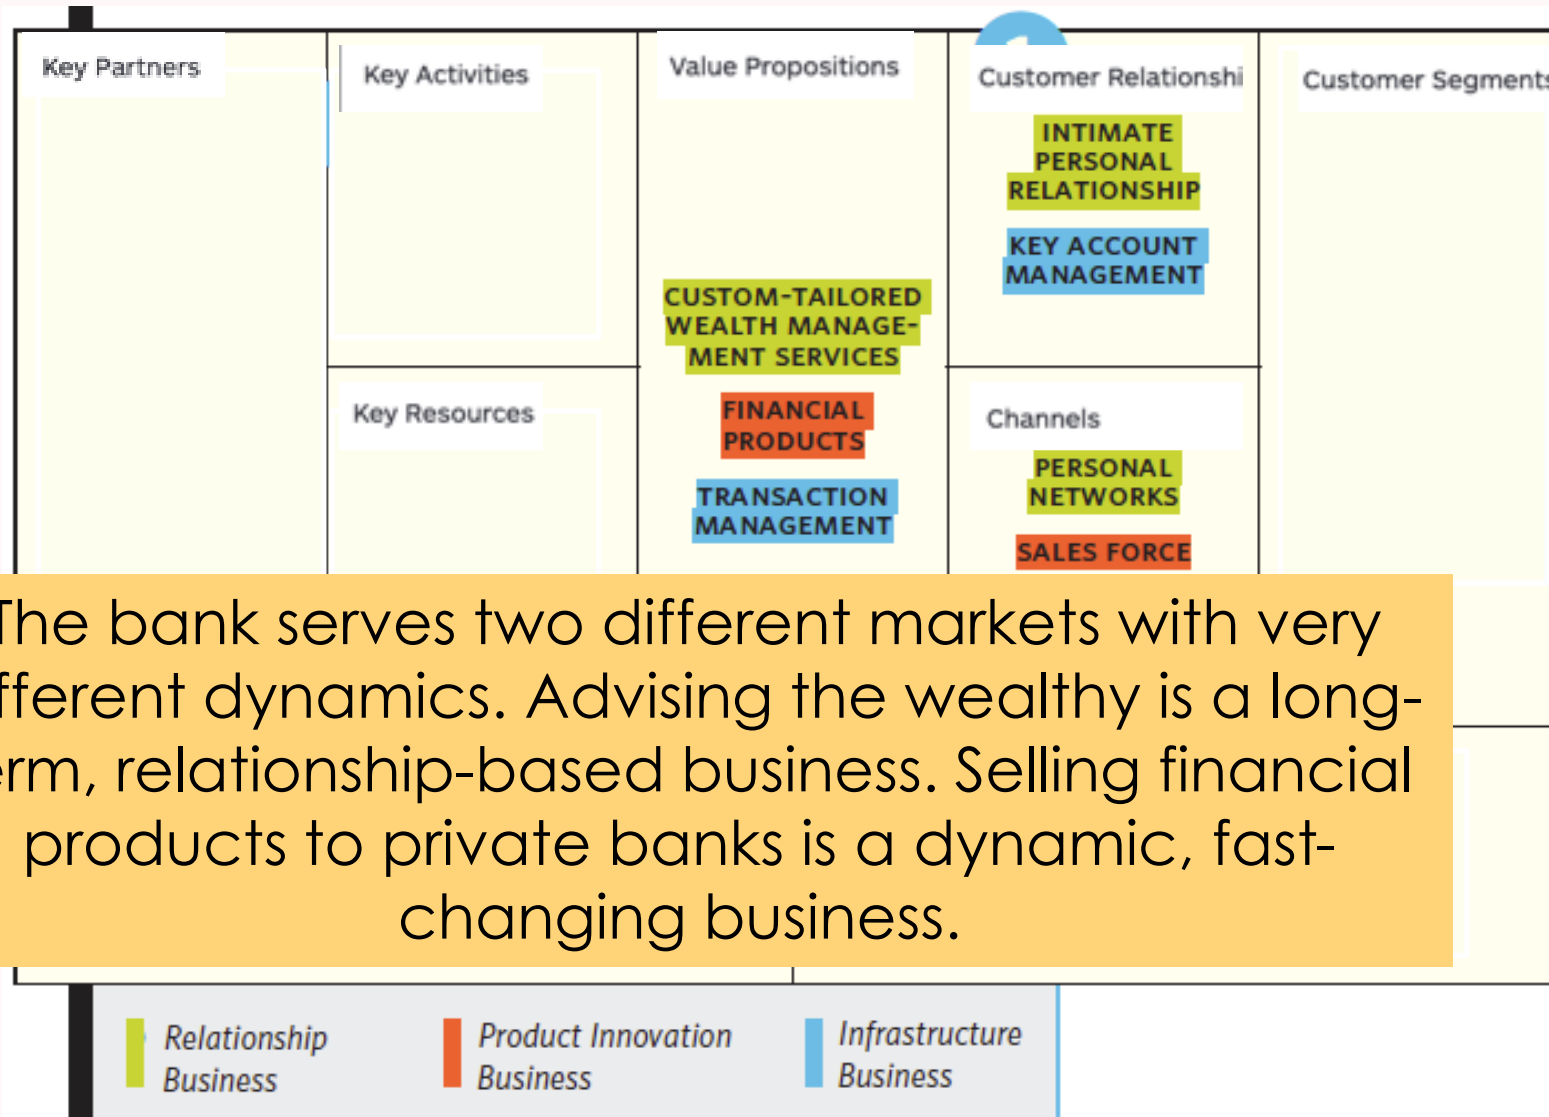 Key Partners
Key Activities
Value Propositions
Customer Relationshi
Customer Segments
INTIMATE
PERSONAL
RELATIONSHIP
KEY ACCOUNT
MANAGEMENT
CUSTOM-TAILORED
WEALTH MANAGE-
MENT SERVICES
FINANCIAL
PRODUCTS
TRANSACTION
MANAGEMENT
Key Resources
Channels
PERSONAL
NETWORKS
SALES FORCE
The bank serves two different markets with very
fferent dynamics. Advising the wealthy is a long-
erm, relationship-based business. Selling financial
products to private banks is a dynamic, fast-
changing business.
Relationship
Business
Product Innovation
Business
Infrastructure
Business